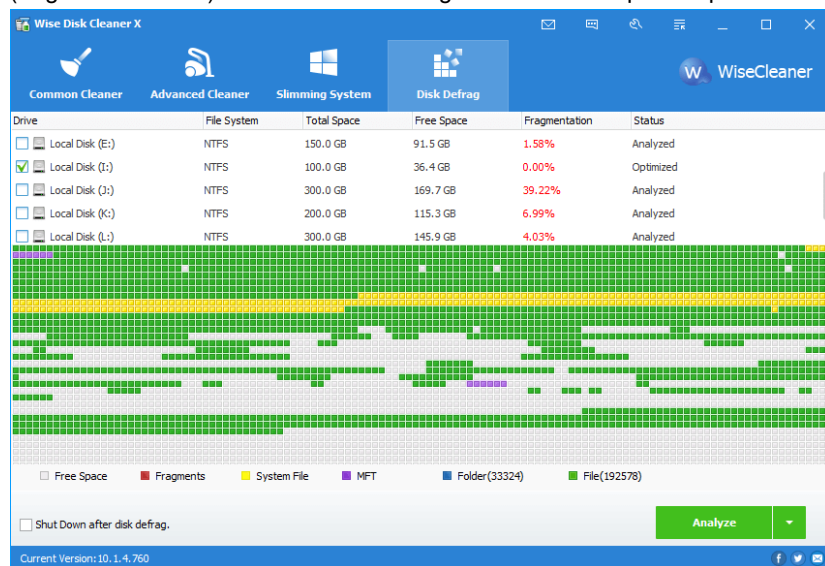 Wise Disk Cleaner X
WiseCleaner
Common Cleaner Advanced Cleaner Slimming System Disk Defrag
Drive File System Total Space Free Space Fragmentation Status
Local Disk (E:) NTFS 150.0 GB 91.5 GB 1.58% Analyzed
Local Disk (I:) NTFS 100.0 GB 36.4 GB 0.00% Optimized
Local Disk (J:) NTFS 300.0 GB 169.7 GB 39.22% Analyzed
Local Disk (K:) NTFS 200.0 GB 115.3 GB 6.99% Analyzed
Local Disk (L:) NTFS 300.0 GB 145.9 GB 4.03% Analyzed
Free Space Fragments System File MFT Folder(33324) File(192578)
Shut Down after disk defrag.
Analyze
Current Version:10.1.4.760